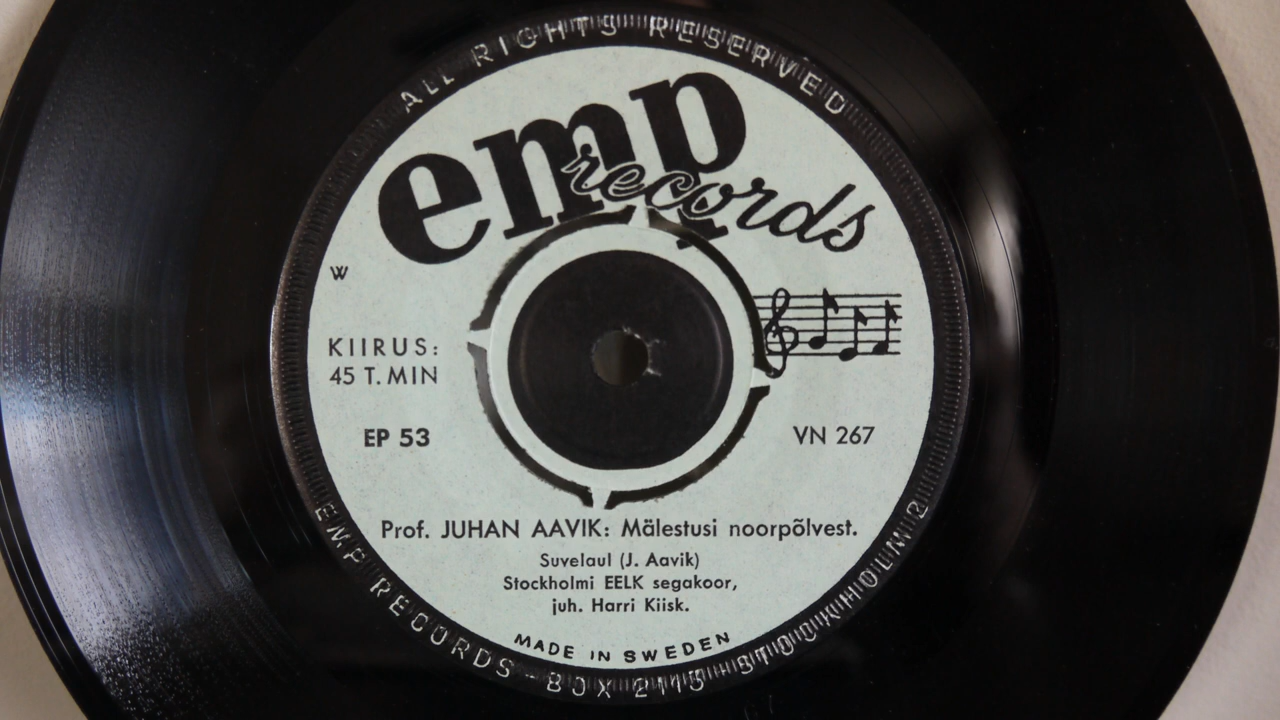 ALL RIGHTS RESERVED
emp
records
W
KIIRUS:
45 T. MIN
EP 53
VN 267
Prof. JUHAN AAVIK: Mälestusi noorpõlvest.
Suvelaul (J. Aavik)
Stockholmi EELK segakoor,
juh. Harri Kiisk.
MADE IN SWEDEN
EMP RECORDS - BOX 2115 - STOCKHOLM 2